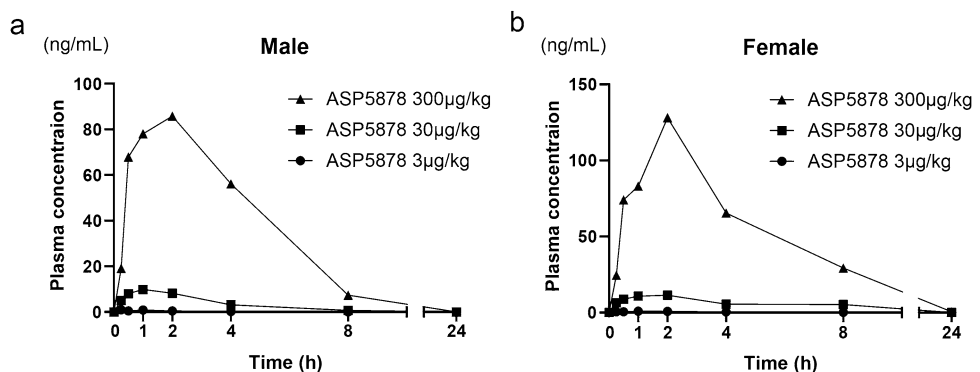 a
(ng/mL)
Male
Plasma concentraion
100
80
60
40
20
0
ASP5878 300µg/kg
ASP5878 30µg/kg
ASP5878 3µg/kg
0 1 2 4 8 24
Time (h)
b
(ng/mL)
Female
Plasma concentraion
150
100
50
0
ASP5878 300µg/kg
ASP5878 30µg/kg
ASP5878 3µg/kg
0 1 2 4 8 24
Time (h)